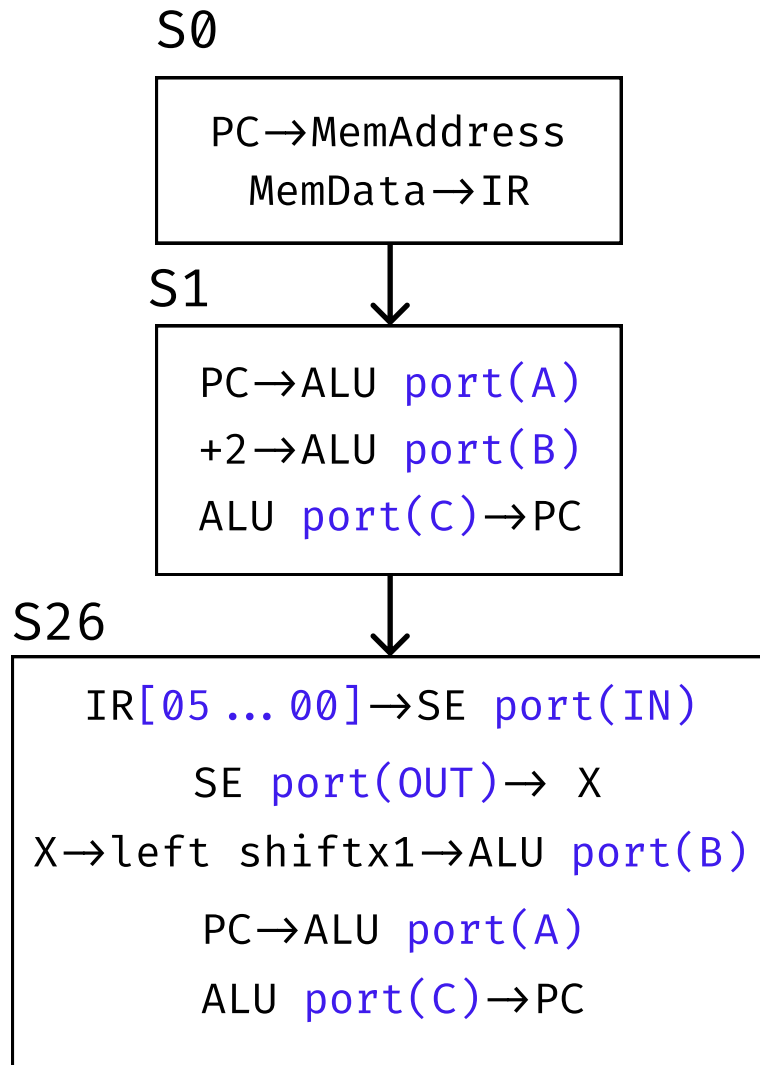 S0
PC→MemAddress
MemData→IR
S1
PC→ALU port(A)
+2→ALU port(B)
ALU port(C)→PC
S26
IR[05...00]→SE port(IN)
SE port(OUT)→ X
X→left shiftx1→ALU port(B)
PC→ALU port(A)
ALU port(C)→PC